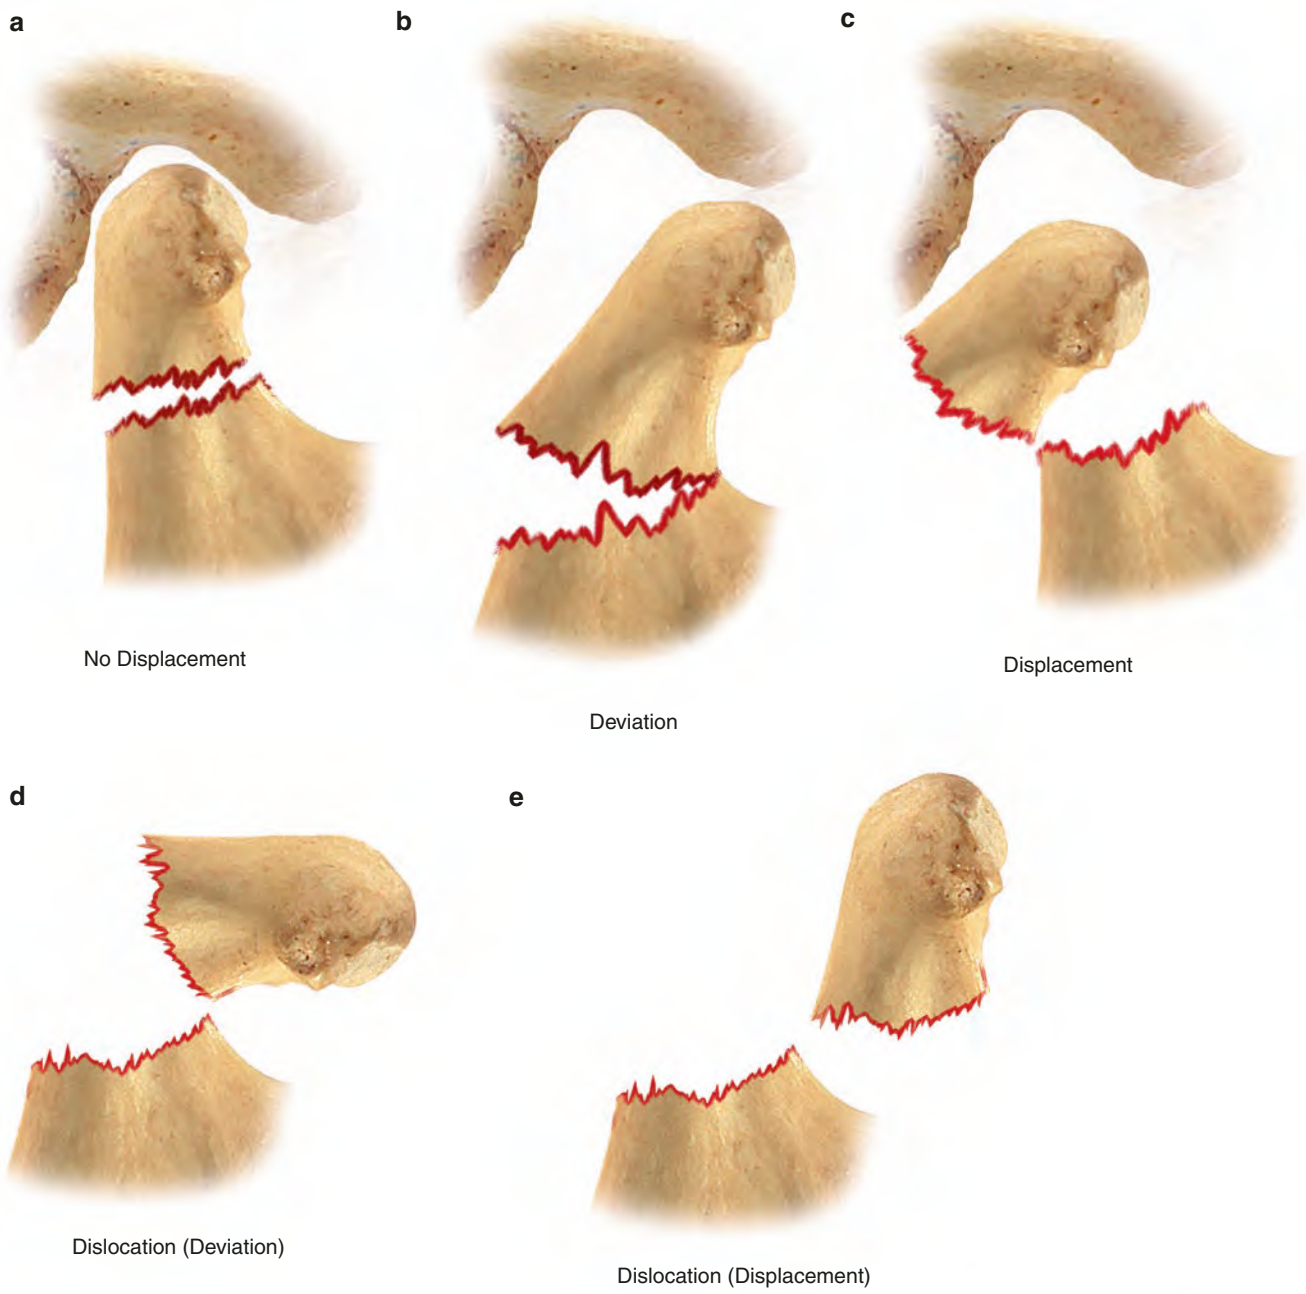 a
b
c
No Displacement
Deviation
Displacement
d
e
Dislocation (Deviation)
Dislocation (Displacement)